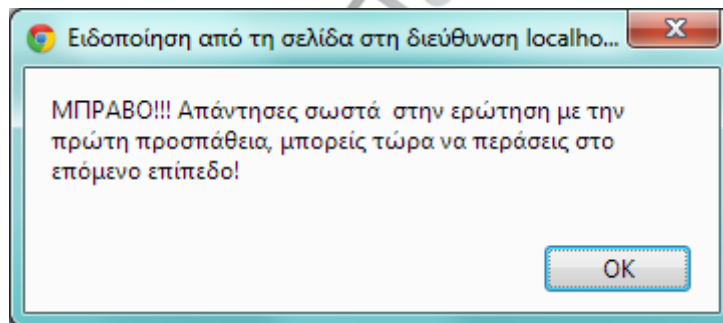 Ειδοποίηση από τη σελίδα στη διεύθυνση localho...
ΜΠΡΑΒΟ!!! Απάντησες σωστά  στην ερώτηση με την
πρώτη προσπάθεια, μπορείς τώρα να περάσεις στο
επόμενο επίπεδο!
OK